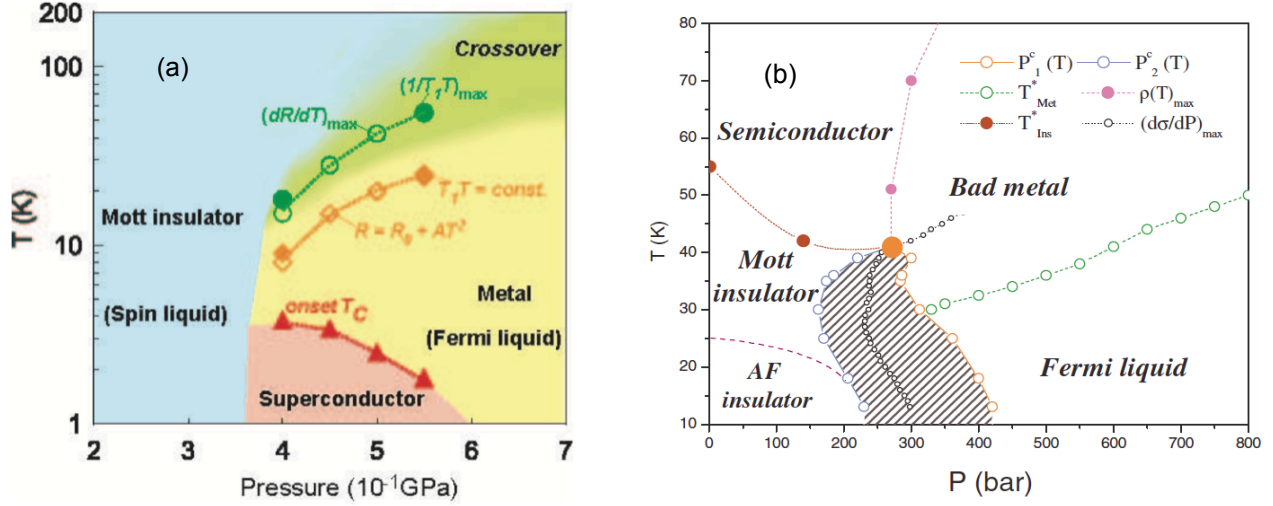 (a)
200
100
10
1
T (K)
Crossover
(1/T₁T)max
(dR/dT)max
Mott insulator
T₁T = const.
R = R₀ + AT²
(Spin liquid)
onset TC
Metal
(Fermi liquid)
Superconductor
2 3 4 5 6 7
Pressure (10⁻¹GPa)
(b)
80
70
60
50
40
30
20
10
T (K)
Pᶜ₁ (T) Pᶜ₂ (T)
T*Met ρ(T)max
T*Ins (dσ/dP)max
Semiconductor
Bad metal
Mott
insulator
AF
insulator
Fermi liquid
0 100 200 300 400 500 600 700 800
P (bar)